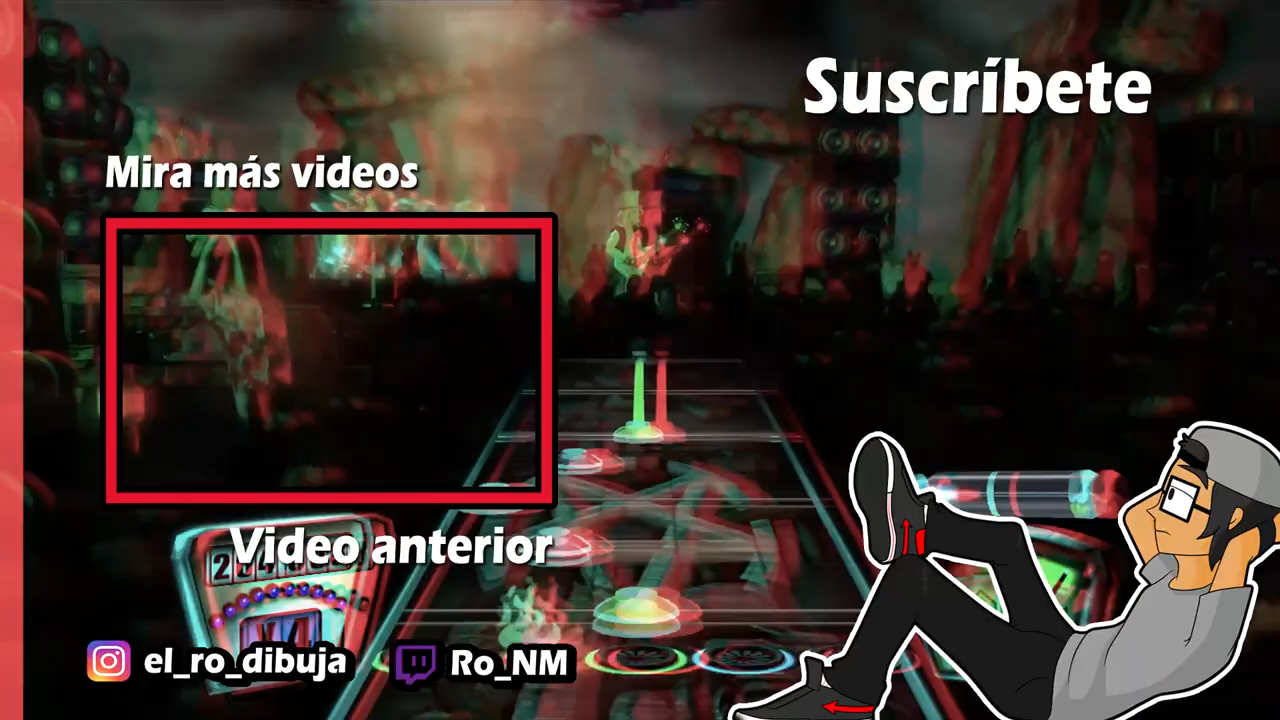 Suscríbete
Mira más videos
Video anterior
el_ro_dibuja
Ro_NM